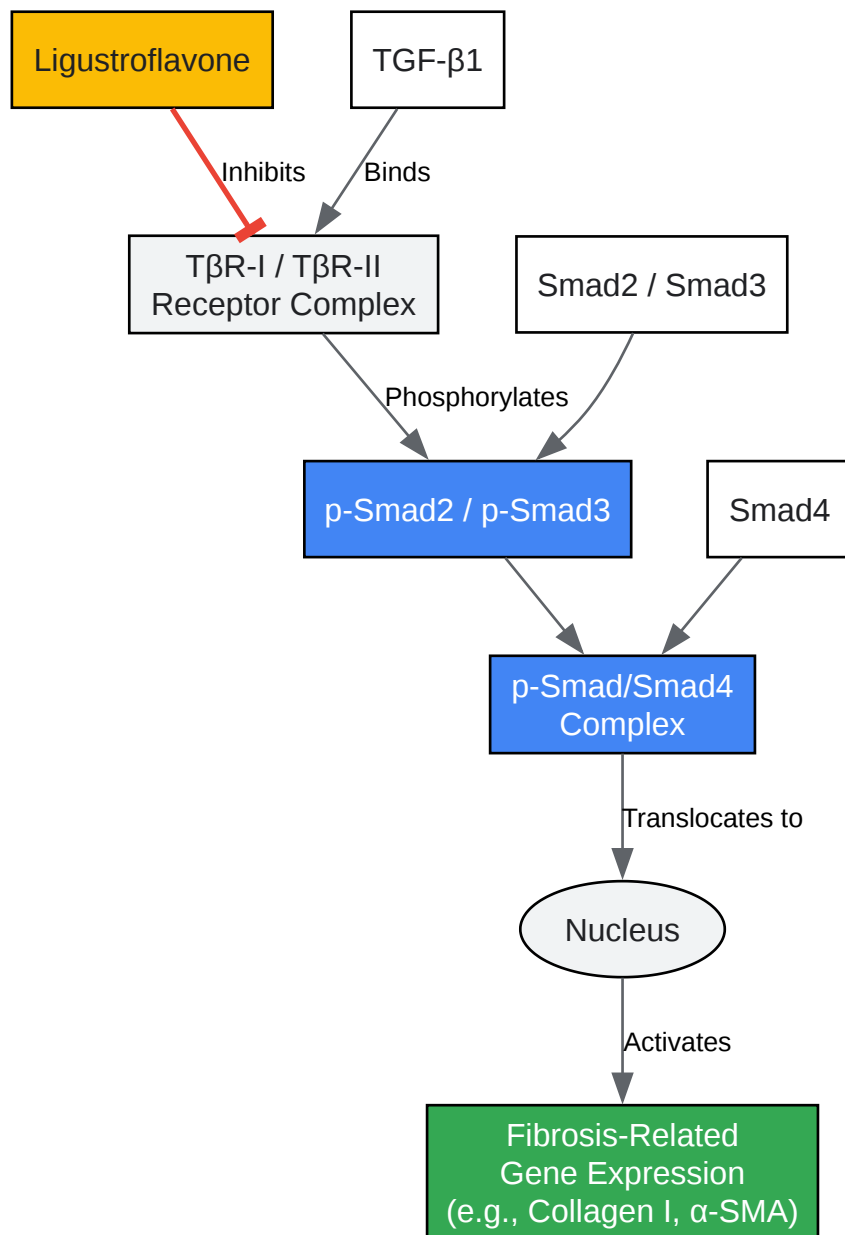 Ligustroflavone
TGF-β1
Inhibits
Binds
TβR-I / TβR-II
Receptor Complex
Smad2 / Smad3
Phosphorylates
p-Smad2 / p-Smad3
Smad4
p-Smad/Smad4
Complex
Translocates to
Nucleus
Activates
Fibrosis-Related
Gene Expression
(e.g., Collagen I, α-SMA)